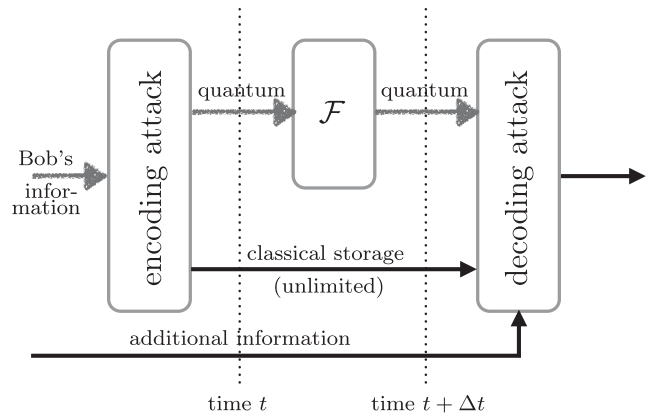 quantum
quantum
Bob's
infor-
mation
encoding attack
ℱ
decoding attack
classical storage
(unlimited)
additional information
time t
time t + Δt